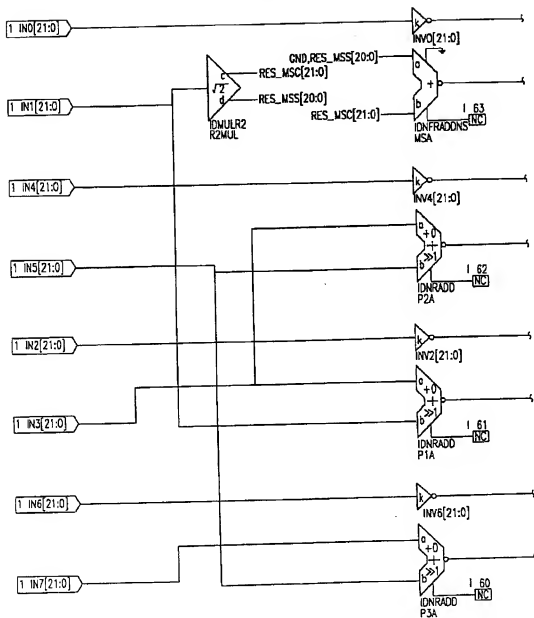 1 IN0[21:0]
k
INV0[21:0]
GND,RES_MSS[20:0]
a
+
b
c
√2
d
RES_MSC[21:0]
RES_MSS[20:0]
IDMULR2
R2MUL
1 IN1[21:0]
RES_MSC[21:0]
I 63
NC
IDNFRADDNS
MSA
1 IN4[21:0]
k
INV4[21:0]
a
+0
+
b
≫1
1 IN5[21:0]
I 62
NC
IDNRADD
P2A
1 IN2[21:0]
k
INV2[21:0]
a
+0
+
b
≫1
1 IN3[21:0]
I 61
NC
IDNRADD
P1A
1 IN6[21:0]
k
INV6[21:0]
a
+0
+
b
≫1
1 IN7[21:0]
I 60
NC
IDNRADD
P3A